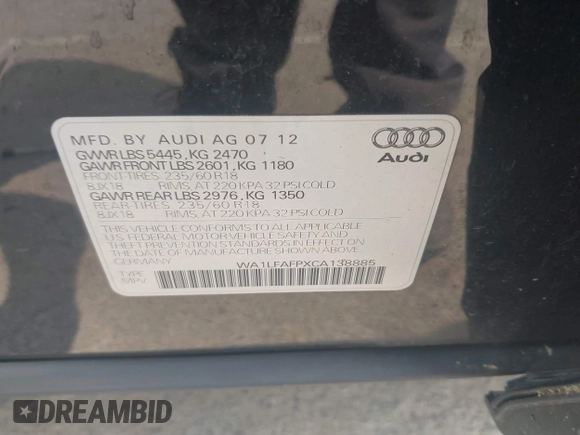 MFD. BY AUDI AG 07 12
GVWR LBS 5445, KG 2470
GAWR FRONT LBS 2601, KG 1180
FRONT TIRES: 235/60 R18
8JX18 RIMS, AT 220 KPA 32 PSI COLD
GAWR REAR LBS 2976, KG 1350
REAR TIRES: 235/60 R18
8JX18 RIMS, AT 220 KPA 32 PSI COLD
THIS VEHICLE CONFORMS TO ALL APPLICABLE
U.S. FEDERAL MOTOR VEHICLE SAFETY AND
THEFT PREVENTION STANDARDS IN EFFECT ON
THE DATE OF MANUFACTURE SHOWN ABOVE
GERMANY WA1LFAFPXCA138885
TYPE:
MPV
Audi
DREAMBID